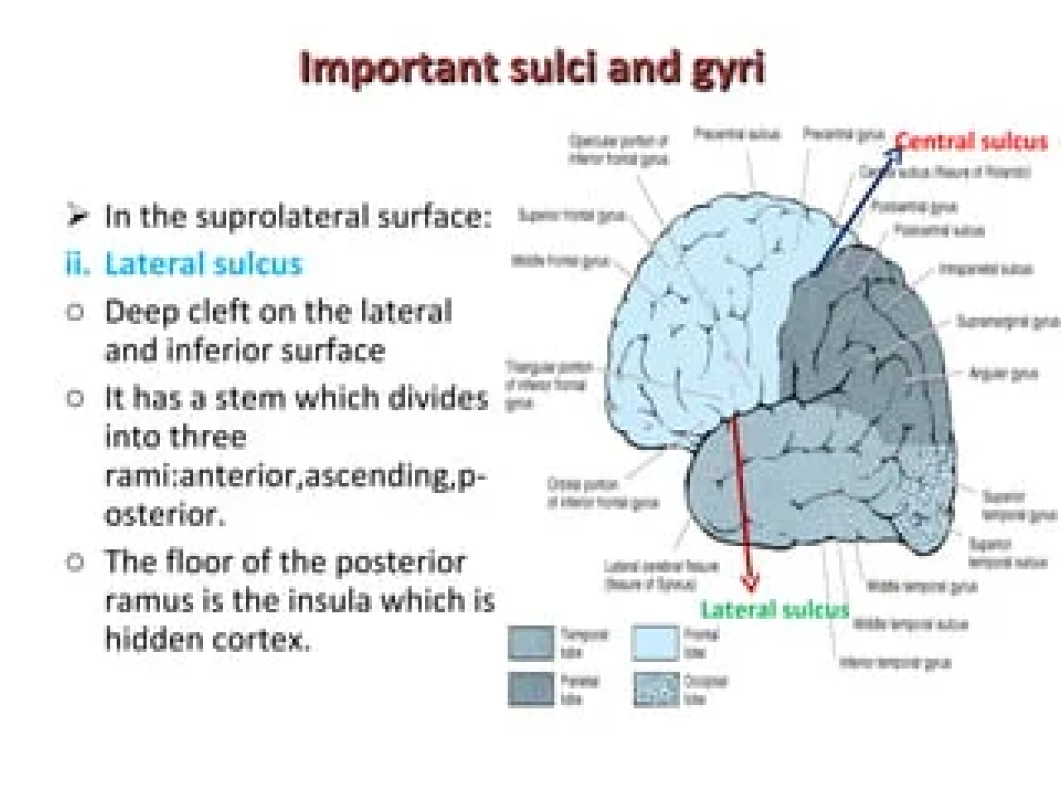 Important sulci and gyri
➢ In the suprolateral surface:
ii. Lateral sulcus
○ Deep cleft on the lateral
and inferior surface
○ It has a stem which divides
into three
rami:anterior,ascending,p-
osterior.
○ The floor of the posterior
ramus is the insula which is
hidden cortex.
Opercular portion of
inferior frontal gyrus
Precentral sulcus
Precentral gyrus
Central sulcus
Central sulcus (fissure of Rolando)
Superior frontal gyrus
Postcentral gyrus
Postcentral sulcus
Middle frontal gyrus
Intraparietal sulcus
Supramarginal gyrus
Triangular portion
of inferior frontal
gyrus
Angular gyrus
Orbital portion
of inferior frontal gyrus
Superior
temporal gyrus
Superior
temporal sulcus
Lateral cerebral fissure
(fissure of Sylvius)
Middle temporal gyrus
Lateral sulcus
Middle temporal sulcus
Inferior temporal gyrus
Temporal
lobe
Frontal
lobe
Parietal
lobe
Occipital
lobe